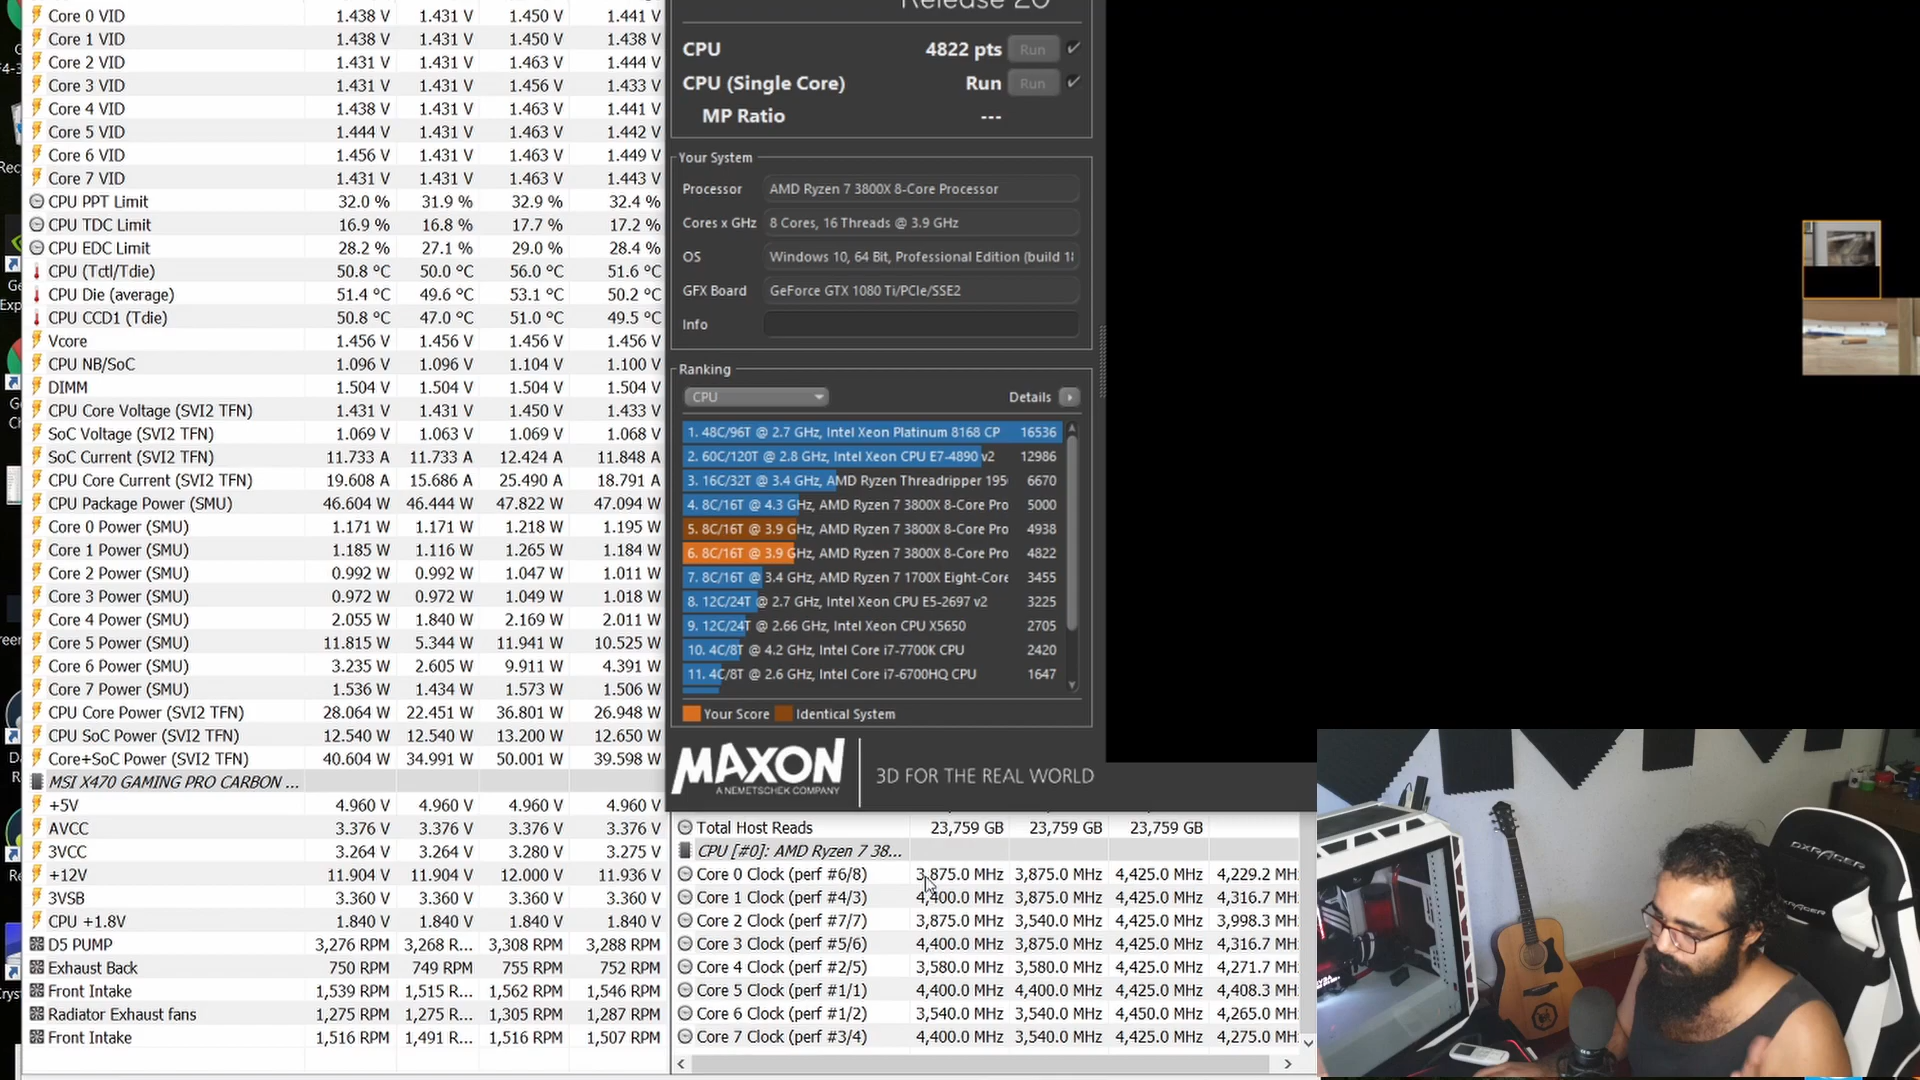 Core 0 VID 1.438 V 1.431 V 1.450 V 1.441 V
Core 1 VID 1.438 V 1.431 V 1.450 V 1.438 V
Core 2 VID 1.431 V 1.431 V 1.463 V 1.444 V
Core 3 VID 1.431 V 1.431 V 1.456 V 1.433 V
Core 4 VID 1.438 V 1.431 V 1.463 V 1.441 V
Core 5 VID 1.444 V 1.431 V 1.463 V 1.442 V
Core 6 VID 1.456 V 1.431 V 1.463 V 1.449 V
Core 7 VID 1.431 V 1.431 V 1.463 V 1.443 V
CPU PPT Limit 32.0 % 31.9 % 32.9 % 32.4 %
CPU TDC Limit 16.9 % 16.8 % 17.7 % 17.2 %
CPU EDC Limit 28.2 % 27.1 % 29.0 % 28.4 %
CPU (Tctl/Tdie) 50.8 °C 50.0 °C 56.0 °C 51.6 °C
CPU Die (average) 51.4 °C 49.6 °C 53.1 °C 50.2 °C
CPU CCD1 (Tdie) 50.8 °C 47.0 °C 51.0 °C 49.5 °C
Vcore 1.456 V 1.456 V 1.456 V 1.456 V
CPU NB/SoC 1.096 V 1.096 V 1.104 V 1.100 V
DIMM 1.504 V 1.504 V 1.504 V 1.504 V
CPU Core Voltage (SVI2 TFN) 1.431 V 1.431 V 1.450 V 1.433 V
SoC Voltage (SVI2 TFN) 1.069 V 1.063 V 1.069 V 1.068 V
SoC Current (SVI2 TFN) 11.733 A 11.733 A 12.424 A 11.848 A
CPU Core Current (SVI2 TFN) 19.608 A 15.686 A 25.490 A 18.791 A
CPU Package Power (SMU) 46.604 W 46.444 W 47.822 W 47.094 W
Core 0 Power (SMU) 1.171 W 1.171 W 1.218 W 1.195 W
Core 1 Power (SMU) 1.185 W 1.116 W 1.265 W 1.184 W
Core 2 Power (SMU) 0.992 W 0.992 W 1.047 W 1.011 W
Core 3 Power (SMU) 0.972 W 0.972 W 1.049 W 1.018 W
Core 4 Power (SMU) 2.055 W 1.840 W 2.169 W 2.011 W
Core 5 Power (SMU) 11.815 W 5.344 W 11.941 W 10.525 W
Core 6 Power (SMU) 3.235 W 2.605 W 9.911 W 4.391 W
Core 7 Power (SMU) 1.536 W 1.434 W 1.573 W 1.506 W
CPU Core Power (SVI2 TFN) 28.064 W 22.451 W 36.801 W 26.948 W
CPU SoC Power (SVI2 TFN) 12.540 W 12.540 W 13.200 W 12.650 W
Core+SoC Power (SVI2 TFN) 40.604 W 34.991 W 50.001 W 39.598 W
MSI X470 GAMING PRO CARBON ...
+5V 4.960 V 4.960 V 4.960 V 4.960 V
AVCC 3.376 V 3.376 V 3.376 V 3.376 V
3VCC 3.264 V 3.264 V 3.280 V 3.275 V
+12V 11.904 V 11.904 V 12.000 V 11.936 V
3VSB 3.376 V 3.376 V 3.376 V 3.376 V
CPU +1.8V 1.840 V 1.840 V 1.840 V 1.840 V
D5 PUMP 3,276 RPM 3,268 R... 3,308 RPM 3,288 RPM
Exhaust Back 750 RPM 749 RPM 755 RPM 752 RPM
Front Intake 1,539 RPM 1,515 R... 1,562 RPM 1,546 RPM
Radiator Exhaust fans 1,275 RPM 1,275 R... 1,305 RPM 1,287 RPM
Front Intake 1,516 RPM 1,491 R... 1,516 RPM 1,507 RPM
Release 20
CPU 4822 pts Run
CPU (Single Core) Run Run
MP Ratio ---
Your System
Processor AMD Ryzen 7 3800X 8-Core Processor
Cores x GHz 8 Cores, 16 Threads @ 3.9 GHz
OS Windows 10, 64 Bit, Professional Edition (build 18
GFX Board GeForce GTX 1080 Ti/PCIe/SSE2
Info
Ranking
CPU Details
1. 48C/96T @ 2.7 GHz, Intel Xeon Platinum 8168 CP 16536
2. 60C/120T @ 2.8 GHz, Intel Xeon CPU E7-4890 v2 12986
3. 16C/32T @ 3.4 GHz, AMD Ryzen Threadripper 195 6670
4. 8C/16T @ 4.3 GHz, AMD Ryzen 7 3800X 8-Core Pro 5000
5. 8C/16T @ 3.9 GHz, AMD Ryzen 7 3800X 8-Core Pro 4938
6. 8C/16T @ 3.9 GHz, AMD Ryzen 7 3800X 8-Core Pro 4822
7. 8C/16T @ 3.4 GHz, AMD Ryzen 7 1700X Eight-Core 3455
8. 12C/24T @ 2.7 GHz, Intel Xeon CPU E5-2697 v2 3225
9. 12C/24T @ 2.66 GHz, Intel Xeon CPU X5650 2705
10. 4C/8T @ 4.2 GHz, Intel Core i7-7700K CPU 2420
11. 4C/8T @ 2.6 GHz, Intel Core i7-6700HQ CPU 1647
Your Score Identical System
MAXON
A NEMETSCHEK COMPANY
3D FOR THE REAL WORLD
Total Host Reads 23,759 GB 23,759 GB 23,759 GB
CPU [#0]: AMD Ryzen 7 38...
Core 0 Clock (perf #6/8) 3,875.0 MHz 3,875.0 MHz 4,425.0 MHz 4,229.2 MH
Core 1 Clock (perf #4/3) 4,400.0 MHz 3,875.0 MHz 4,425.0 MHz 4,316.7 MH
Core 2 Clock (perf #7/7) 3,875.0 MHz 3,540.0 MHz 4,425.0 MHz 3,998.3 MH
Core 3 Clock (perf #5/6) 4,400.0 MHz 3,875.0 MHz 4,425.0 MHz 4,316.7 MH
Core 4 Clock (perf #2/5) 3,580.0 MHz 3,580.0 MHz 4,425.0 MHz 4,271.7 MH
Core 5 Clock (perf #1/1) 4,400.0 MHz 4,400.0 MHz 4,425.0 MHz 4,408.3 MH
Core 6 Clock (perf #1/2) 3,540.0 MHz 3,540.0 MHz 4,450.0 MHz 4,265.0 MH
Core 7 Clock (perf #3/4) 4,400.0 MHz 3,540.0 MHz 4,425.0 MHz 4,275.0 MH
DXRACER